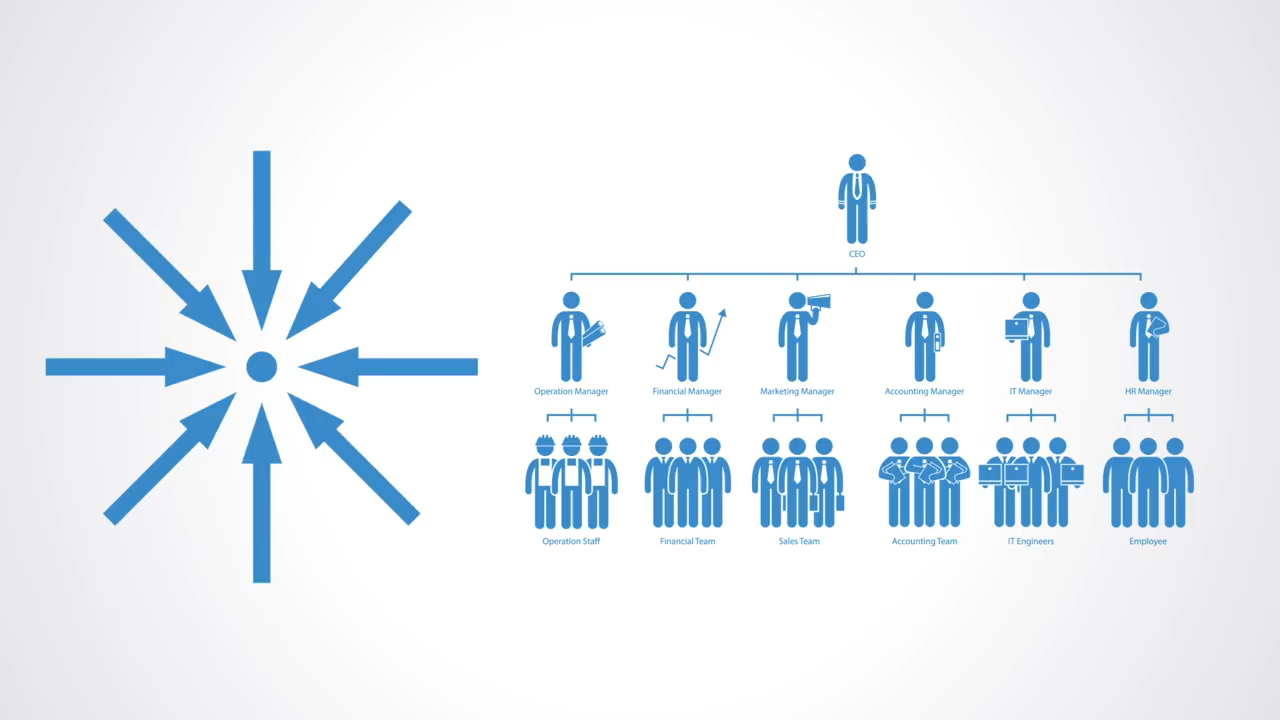 CEO
Operation Manager
Financial Manager
Marketing Manager
Accounting Manager
IT Manager
HR Manager
Operation Staff
Financial Team
Sales Team
Accounting Team
IT Engineers
Employee